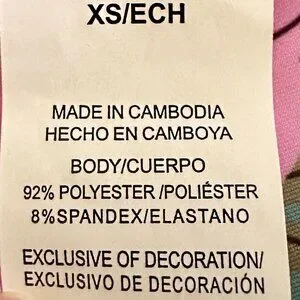 XS/ECH
MADE IN CAMBODIA
HECHO EN CAMBOYA
BODY/CUERPO
92% POLYESTER /POLIÉSTER
8%SPANDEX/ELASTANO
EXCLUSIVE OF DECORATION/
EXCLUSIVO DE DECORACIÓN